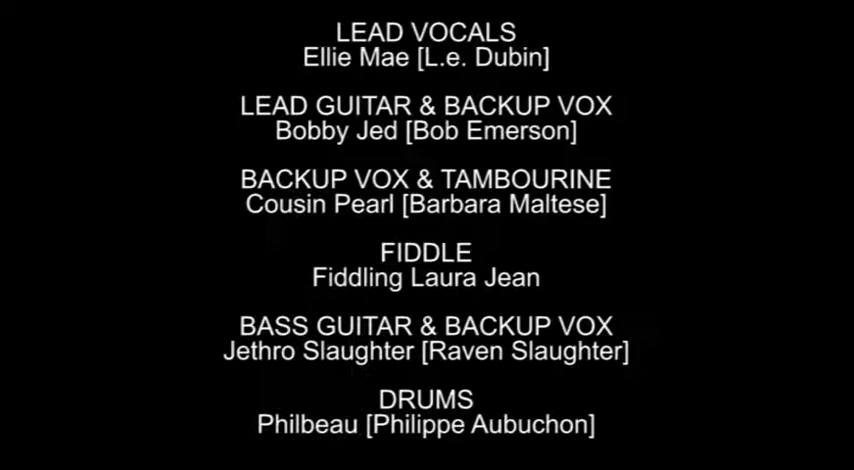 LEAD VOCALS
Ellie Mae [L.e. Dubin]
LEAD GUITAR & BACKUP VOX
Bobby Jed [Bob Emerson]
BACKUP VOX & TAMBOURINE
Cousin Pearl [Barbara Maltese]
FIDDLE
Fiddling Laura Jean
BASS GUITAR & BACKUP VOX
Jethro Slaughter [Raven Slaughter]
DRUMS
Philbeau [Philippe Aubuchon]